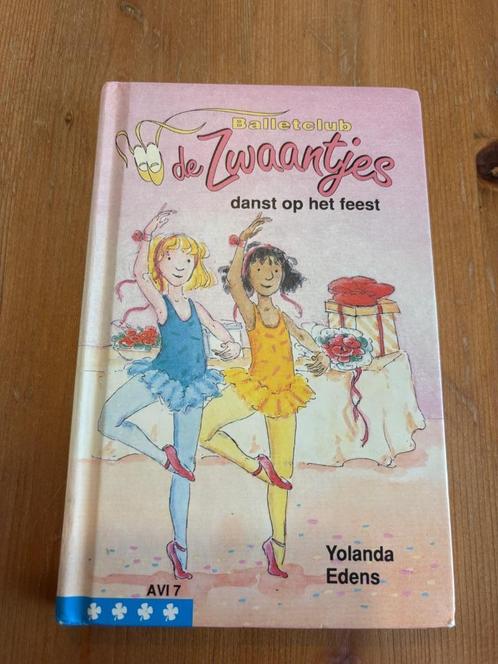 Balletclub
de Zwaantjes
danst op het feest
Yolanda
Edens
AVI 7